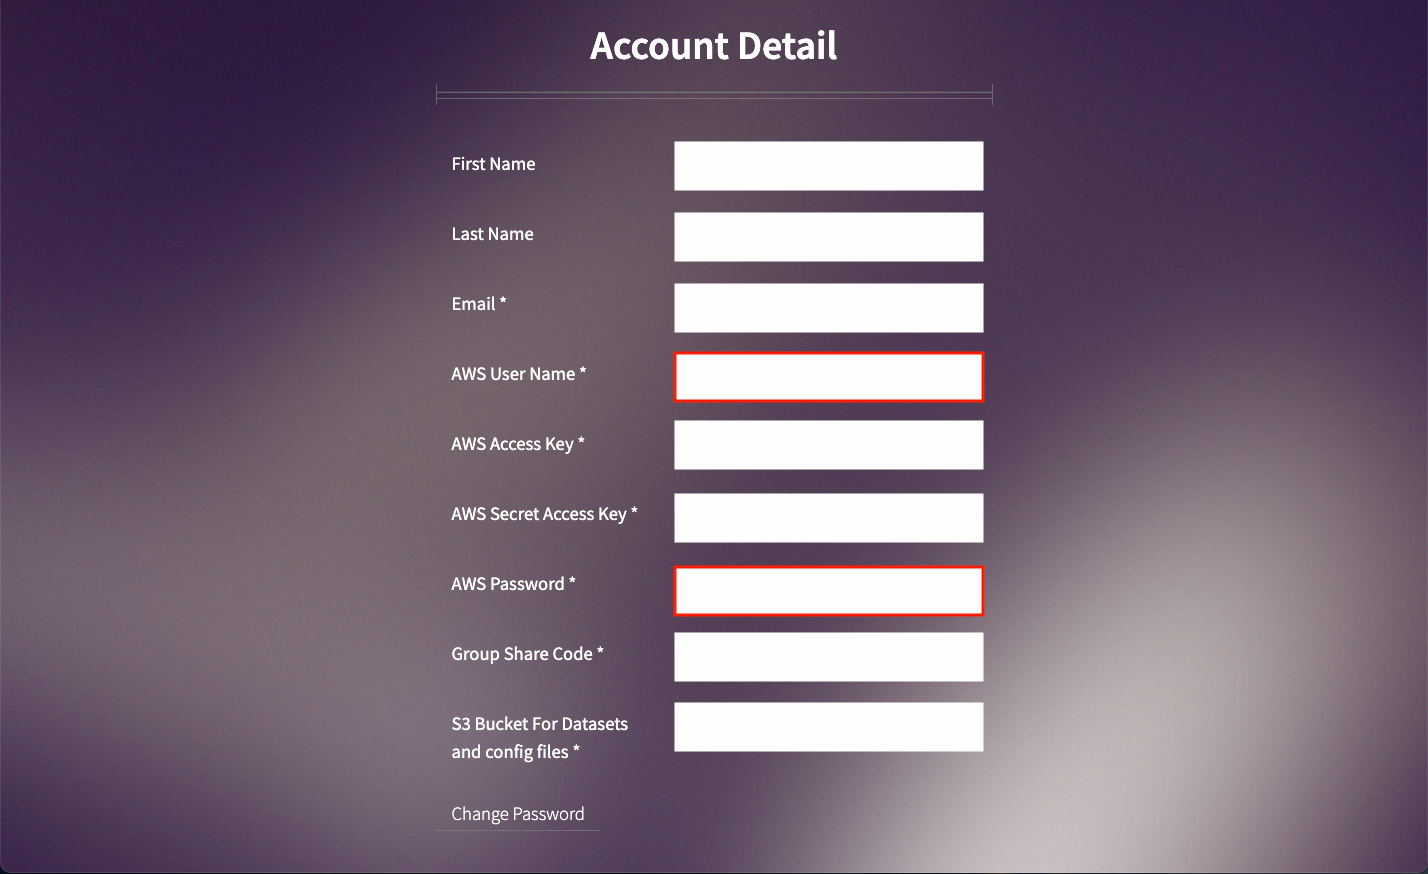 Account Detail
First Name
Last Name
Email *
AWS User Name *
AWS Access Key *
AWS Secret Access Key *
AWS Password *
Group Share Code *
S3 Bucket For Datasets
and config files *
Change Password